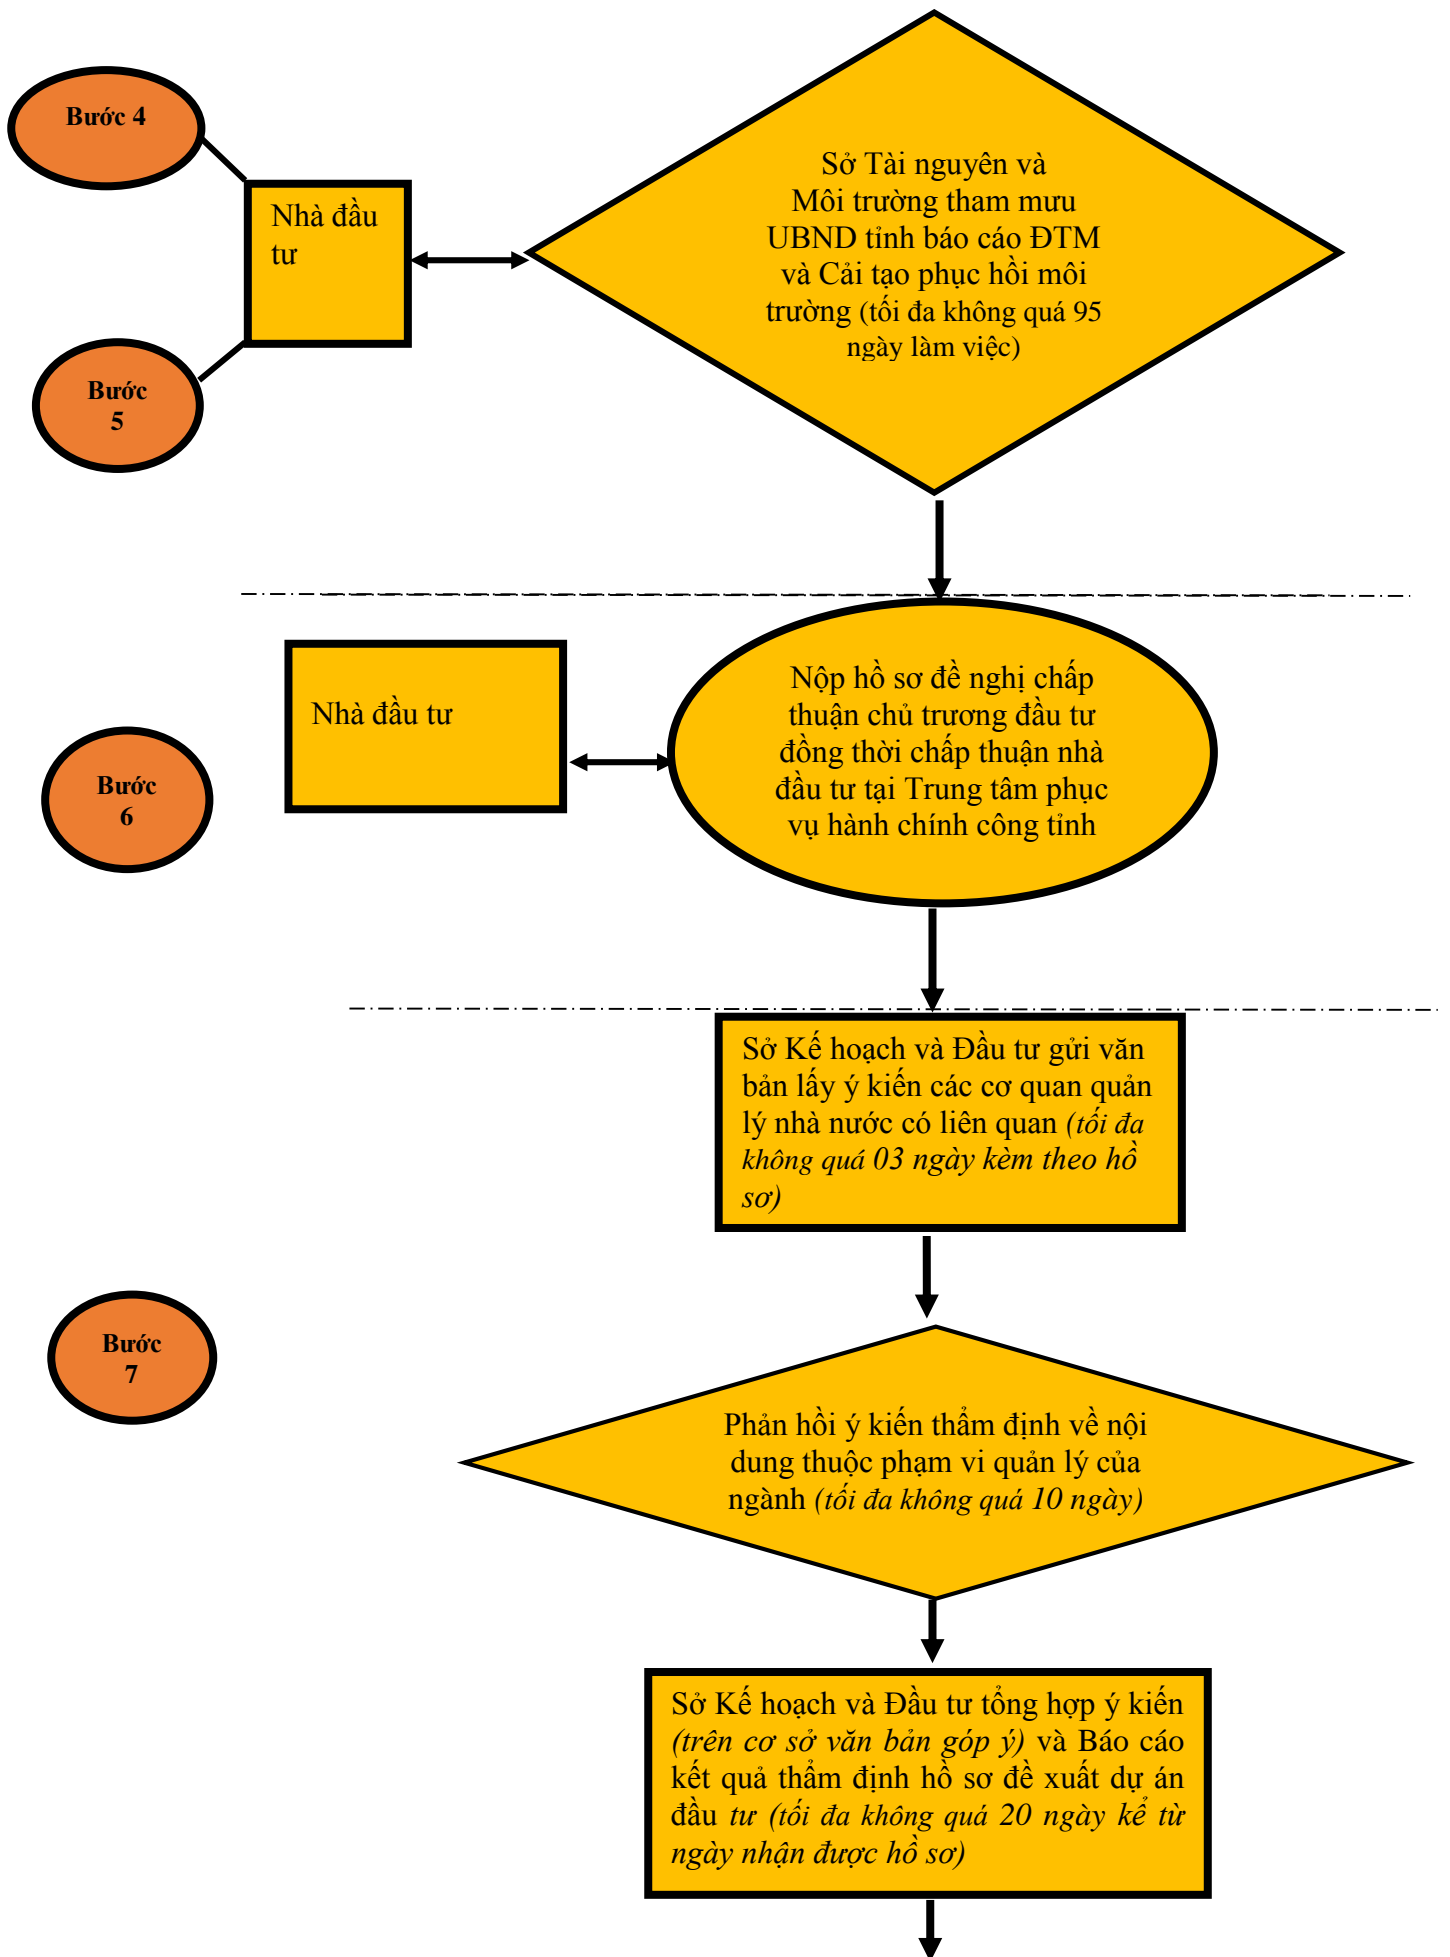 Bước 4
Nhà đầu
tư
Sở Tài nguyên và
Môi trường tham mưu
UBND tỉnh báo cáo ĐTM
và Cải tạo phục hồi môi
trường (tối đa không quá 95
ngày làm việc)
Bước
5
Nhà đầu tư
Nộp hồ sơ đề nghị chấp
thuận chủ trương đầu tư
đồng thời chấp thuận nhà
đầu tư tại Trung tâm phục
vụ hành chính công tỉnh
Bước
6
Sở Kế hoạch và Đầu tư gửi văn
bản lấy ý kiến các cơ quan quản
lý nhà nước có liên quan (tối đa
không quá 03 ngày kèm theo hồ
sơ)
Bước
7
Phản hồi ý kiến thẩm định về nội
dung thuộc phạm vi quản lý của
ngành (tối đa không quá 10 ngày)
Sở Kế hoạch và Đầu tư tổng hợp ý kiến
(trên cơ sở văn bản góp ý) và Báo cáo
kết quả thẩm định hồ sơ đề xuất dự án
đầu tư (tối đa không quá 20 ngày kể từ
ngày nhận được hồ sơ)